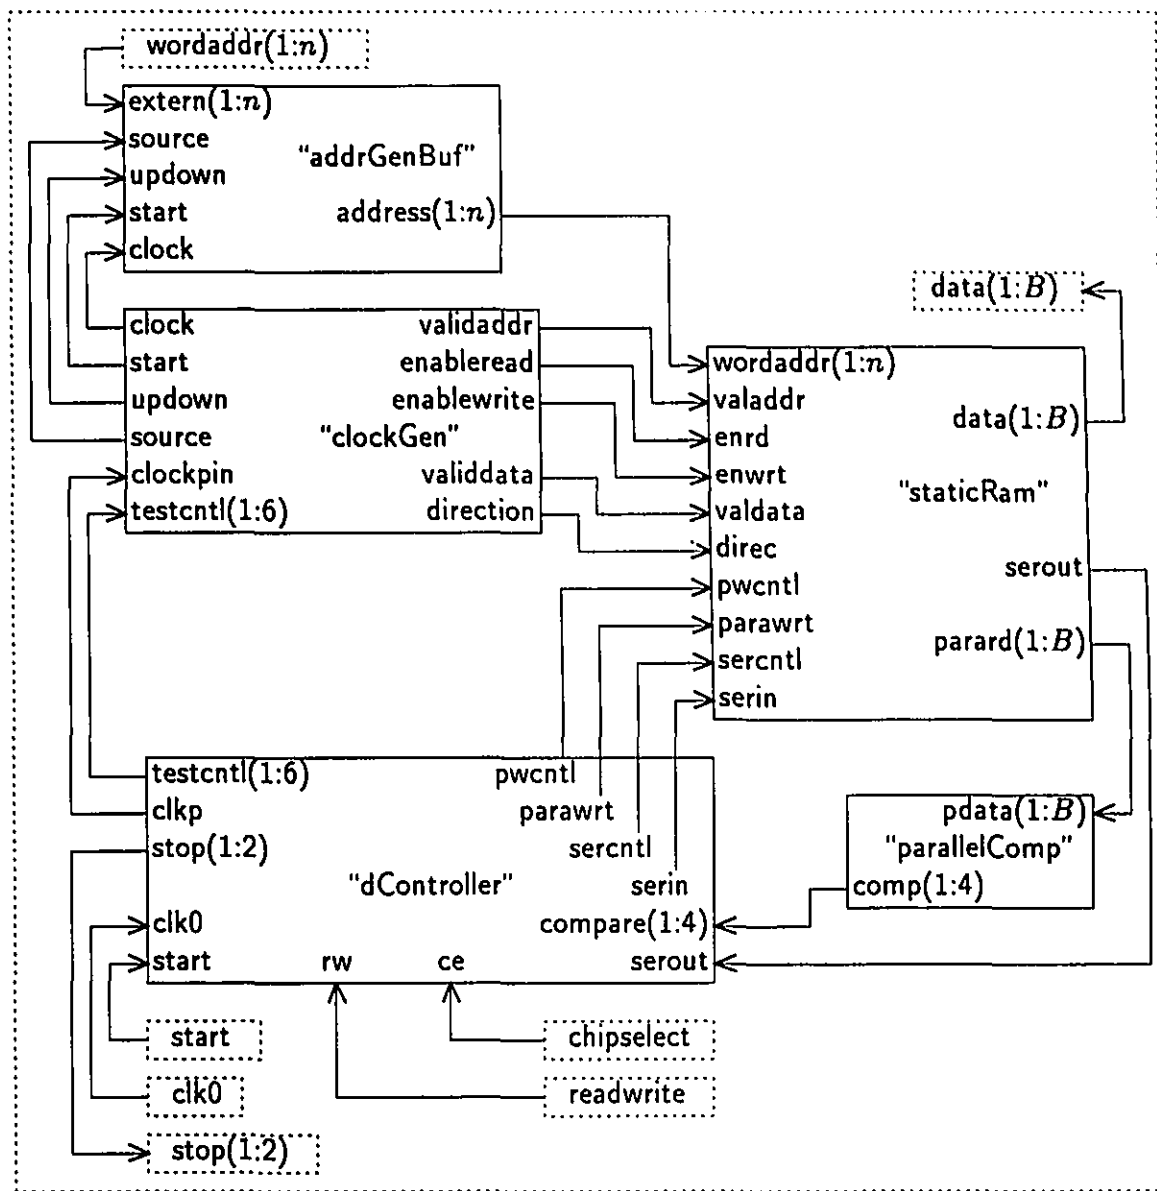 wordaddr(1:n)
extern(1:n)
source
"addrGenBuf"
updown
start
address(1:n)
clock
data(1:B)
clock
validaddr
start
enableread
updown
enablewrite
source
"clockGen"
clockpin
validdata
testcntl(1:6)
direction
wordaddr(1:n)
valaddr
data(1:B)
enrd
enwrt
"staticRam"
valdata
direc
serout
pwcntl
parawrt
parard(1:B)
sercntl
serin
testcntl(1:6)
pwcntl
clkp
parawrt
stop(1:2)
sercntl
"dController"
serin
clk0
compare(1:4)
start
rw
ce
serout
pdata(1:B)
"parallelComp"
comp(1:4)
start
chipselect
clk0
readwrite
stop(1:2)